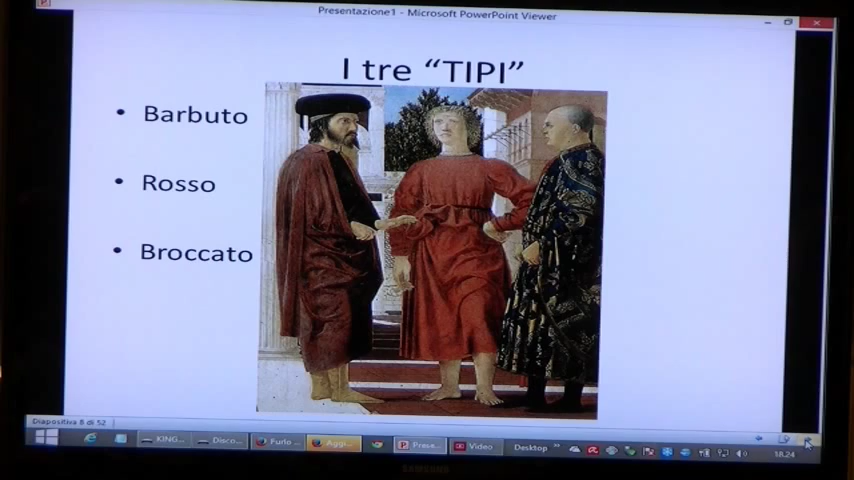 Presentazione1 - Microsoft PowerPoint Viewer
I tre “TIPI”
• Barbuto
• Rosso
• Broccato
Diapositiva 8 di 52
KING...
Disco...
Furlo ...
Aggi...
Prese...
Video
Desktop
18.24
SAMSUNG